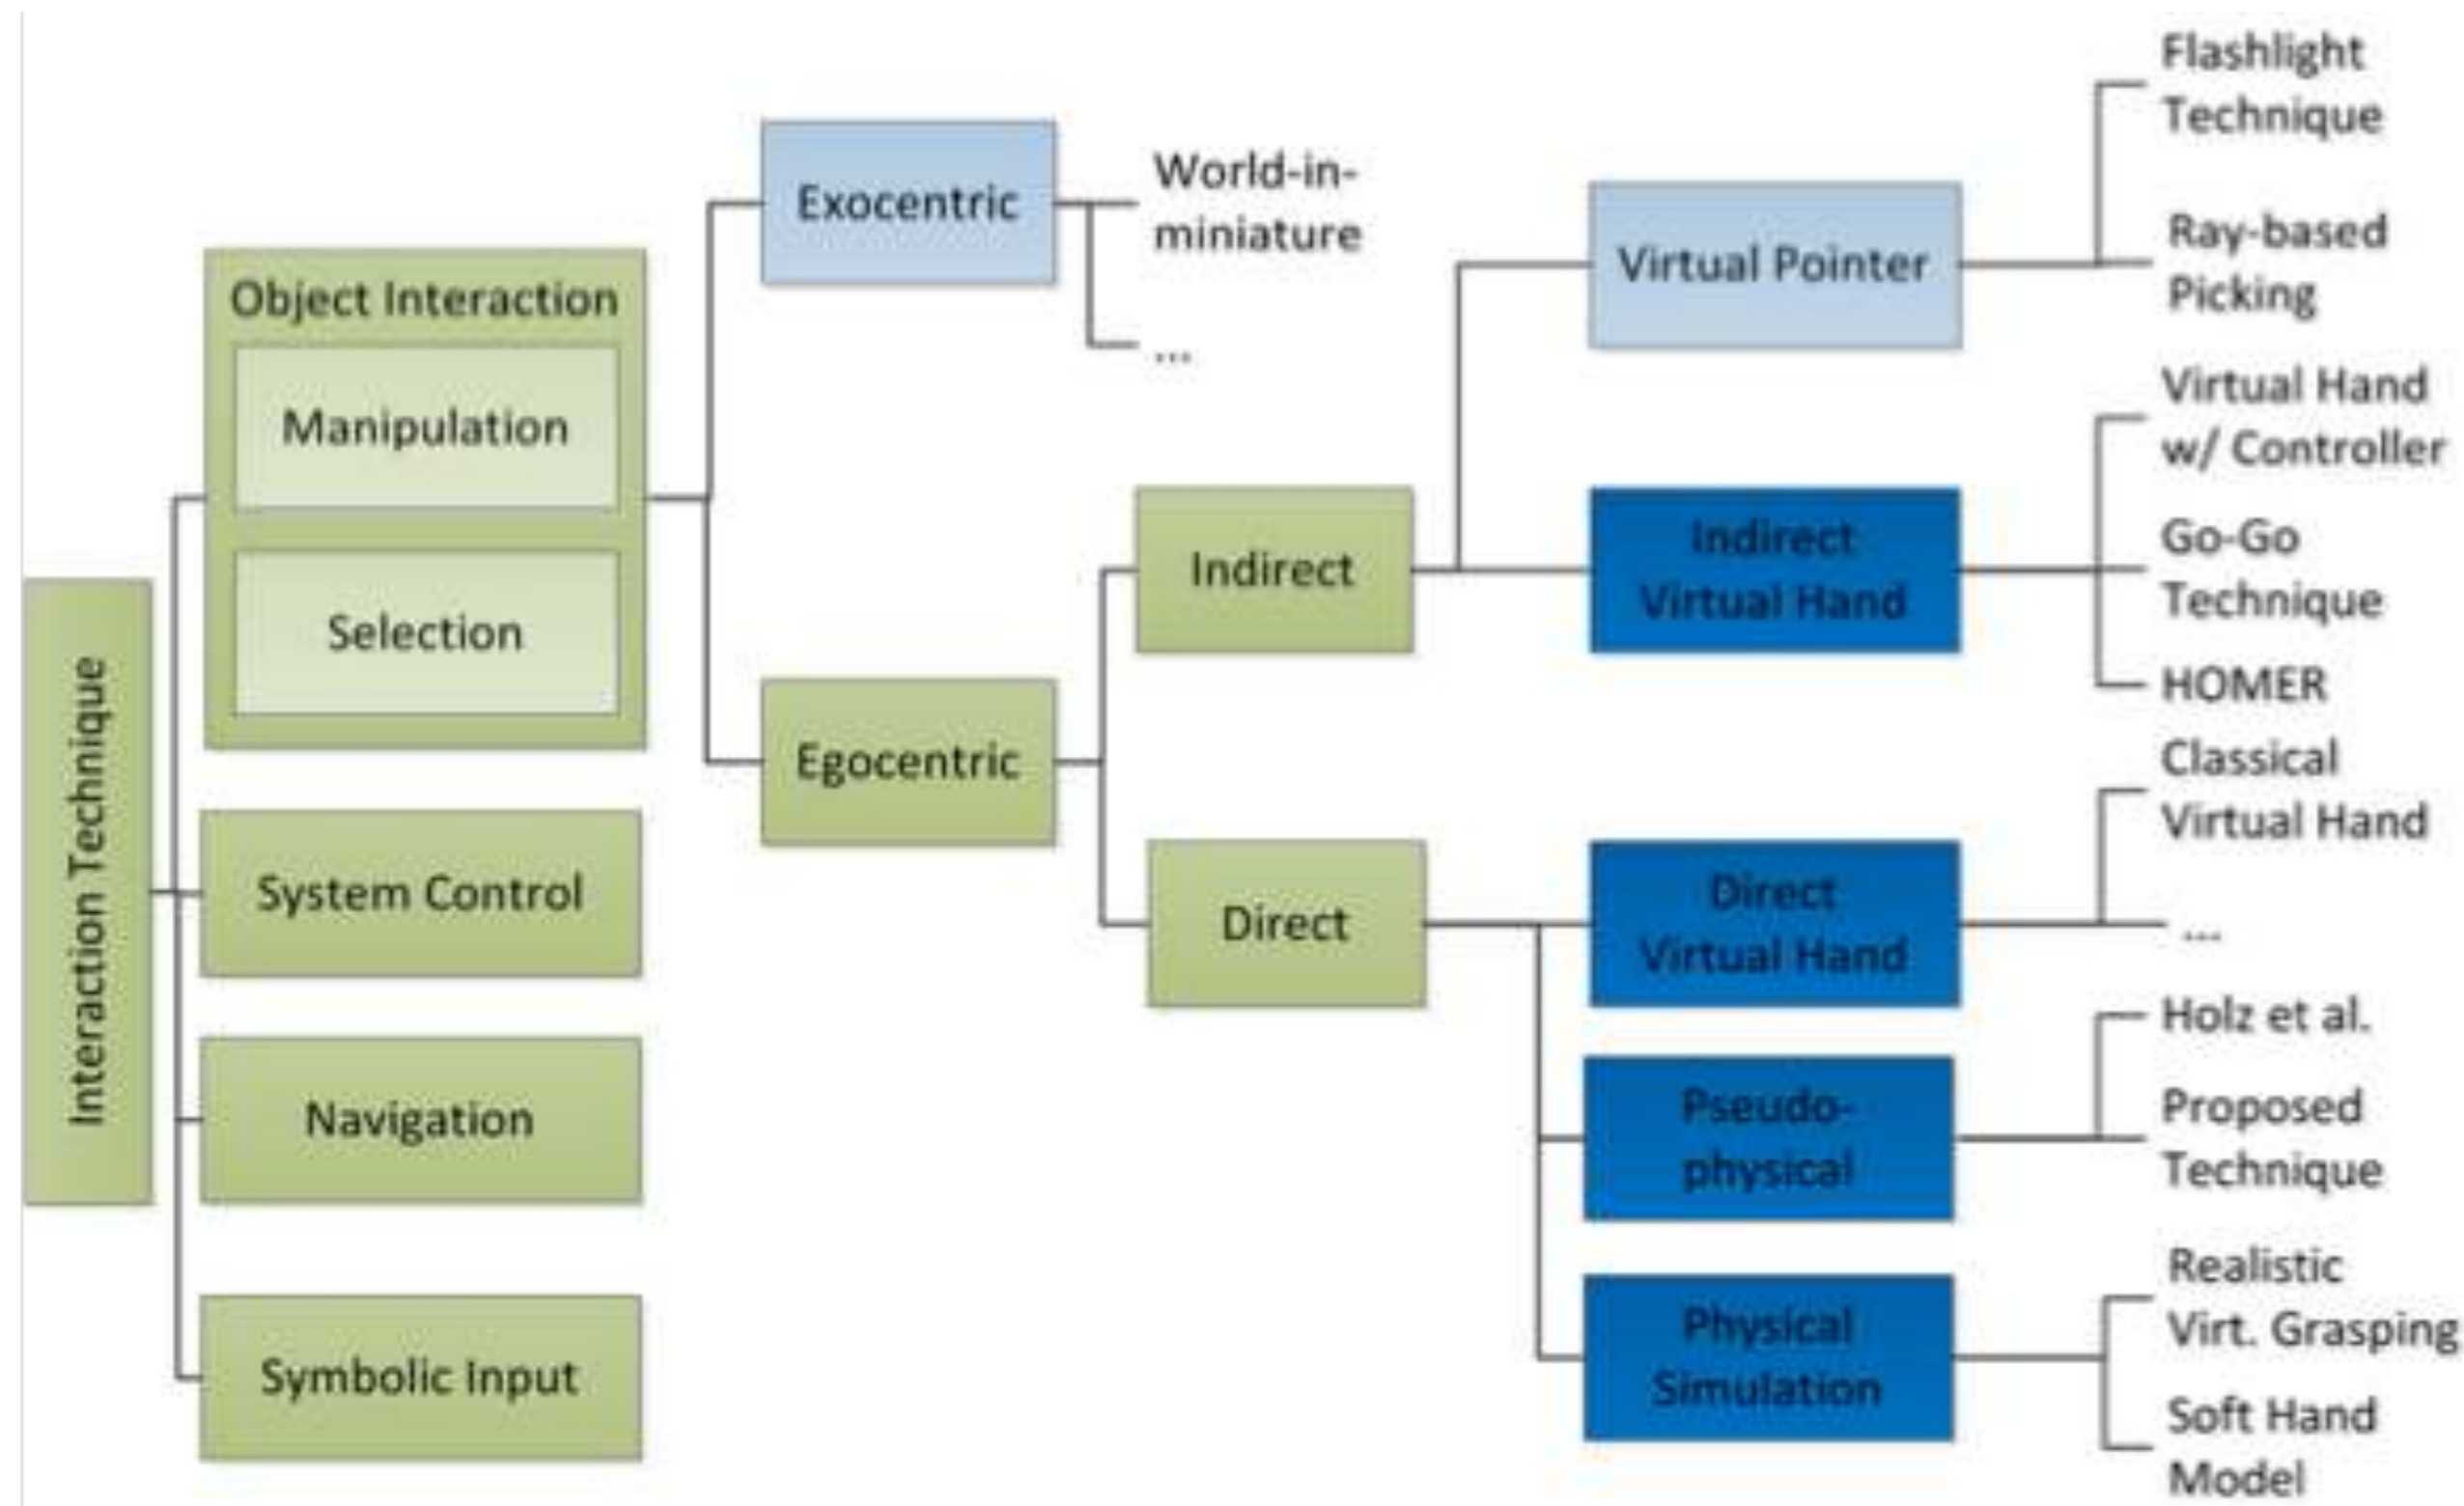 Interaction Technique
Object Interaction
Manipulation
Selection
System Control
Navigation
Symbolic Input
Exocentric
World-in-
miniature
...
Egocentric
Indirect
Direct
Virtual Pointer
Flashlight
Technique
Ray-based
Picking
Indirect
Virtual Hand
Virtual Hand
w/ Controller
Go-Go
Technique
HOMER
Direct
Virtual Hand
Classical
Virtual Hand
...
Pseudo-
physical
Holz et al.
Proposed
Technique
Physical
Simulation
Realistic
Virt. Grasping
Soft Hand
Model